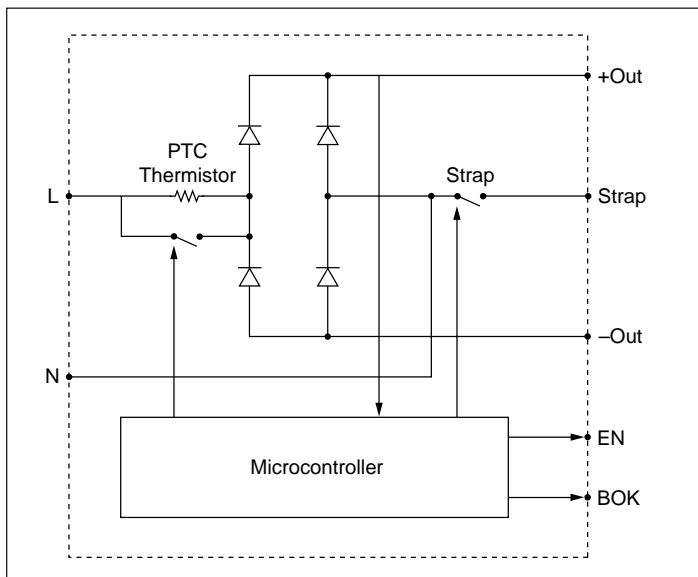 +Out
PTC
Thermistor
Strap
L
Strap
–Out
N
EN
Microcontroller
BOK